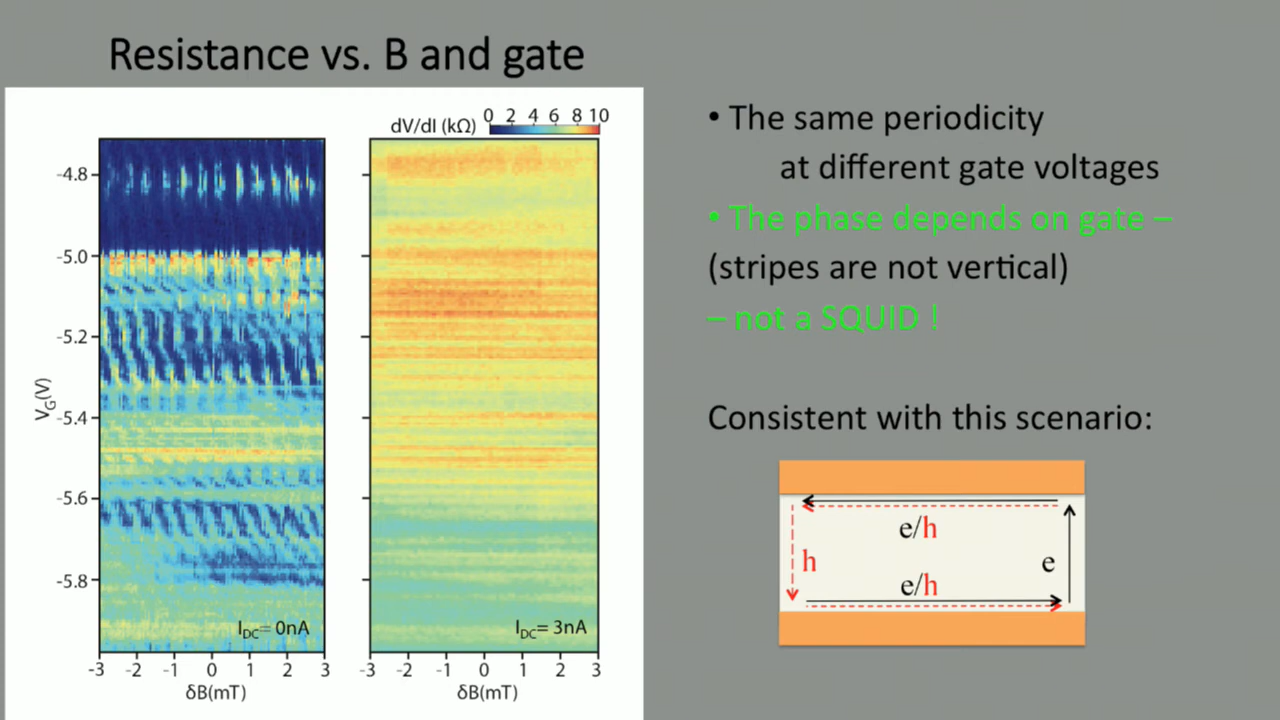 Resistance vs. B and gate
dV/dI (kΩ)
0 2 4 6 8 10
-4.8
-5.0
-5.2
-5.4
-5.6
-5.8
V_G(V)
I_DC= 0nA
I_DC= 3nA
-3 -2 -1 0 1 2 3
-3 -2 -1 0 1 2 3
δB(mT)
δB(mT)
• The same periodicity
at different gate voltages
• The phase depends on gate –
(stripes are not vertical)
– not a SQUID !
Consistent with this scenario:
e/h
h
e
e/h